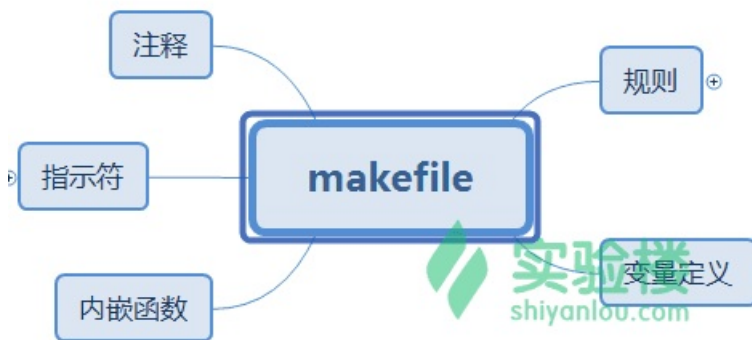 注释
规则
makefile
指示符
实验楼
变量定义
内嵌函数
shiyanlou.com